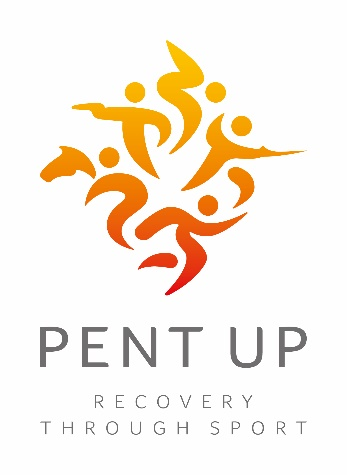 PENT UP
RECOVERY
THROUGH SPORT